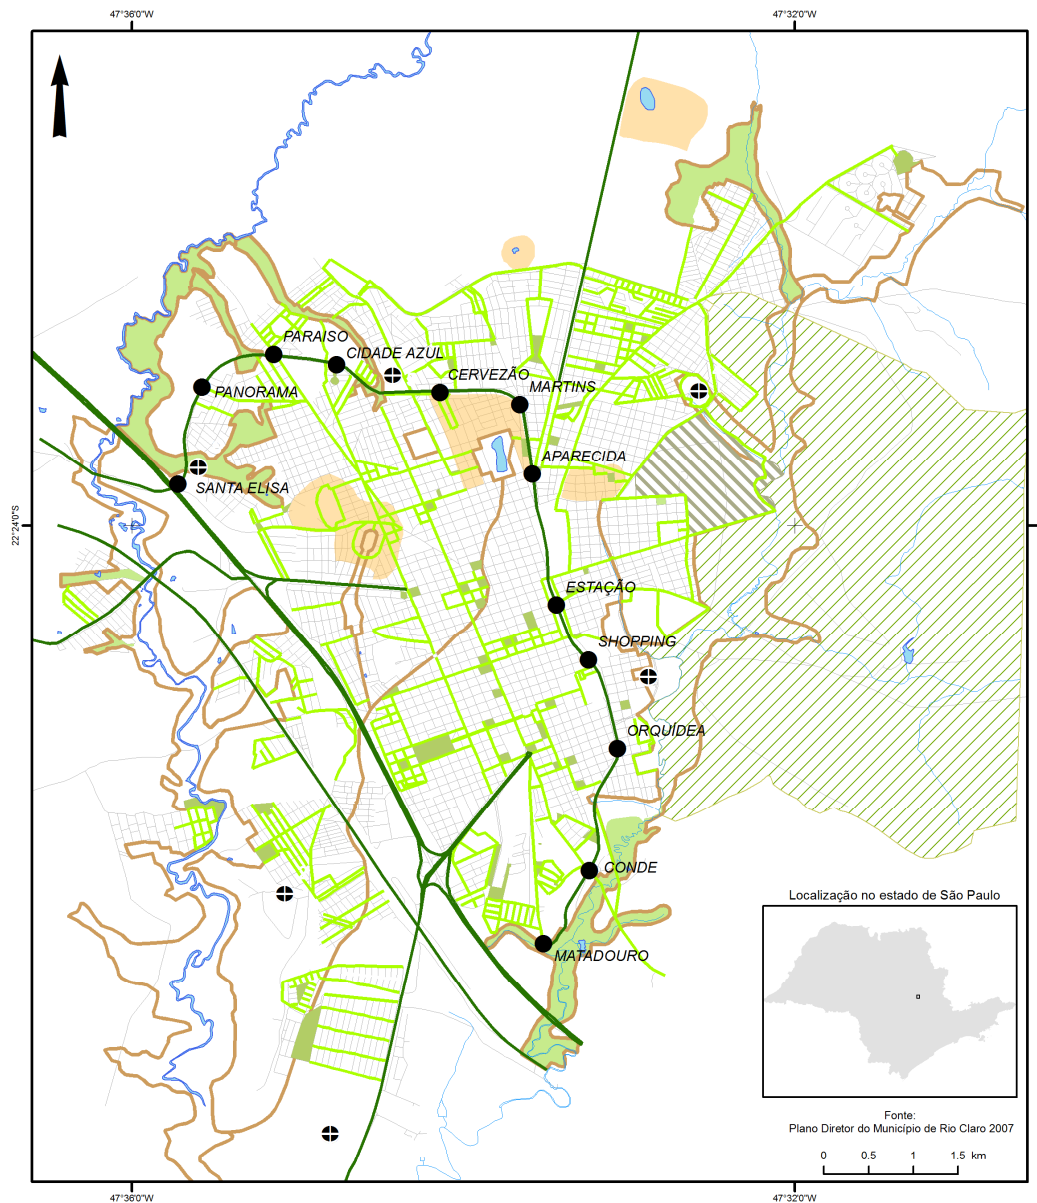 47°36'0"W
47°32'0"W
PARAISO
CIDADE AZUL
CERVEZÃO
PANORAMA
MARTINS
APARECIDA
SANTA ELISA
22°24'0"S
ESTAÇÃO
SHOPPING
ORQUÍDEA
CONDE
MATADOURO
Localização no estado de São Paulo
Fonte:
Plano Diretor do Município de Rio Claro 2007
0 0.5 1 1.5 km
47°36'0"W
47°32'0"W